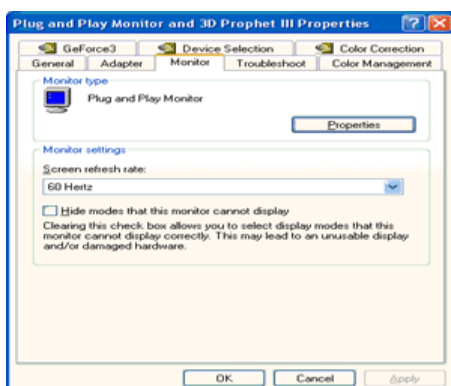 Plug and Play Monitor and 3D Prophet III Properties
GeForce3 Device Selection Color Correction
General Adapter Monitor Troubleshoot Color Management
Monitor type
Plug and Play Monitor
Properties
Monitor settings
Screen refresh rate:
60 Hertz
Hide modes that this monitor cannot display
Clearing this check box allows you to select display modes that this
monitor cannot display correctly. This may lead to an unusable display
and/or damaged hardware.
OK Cancel Apply